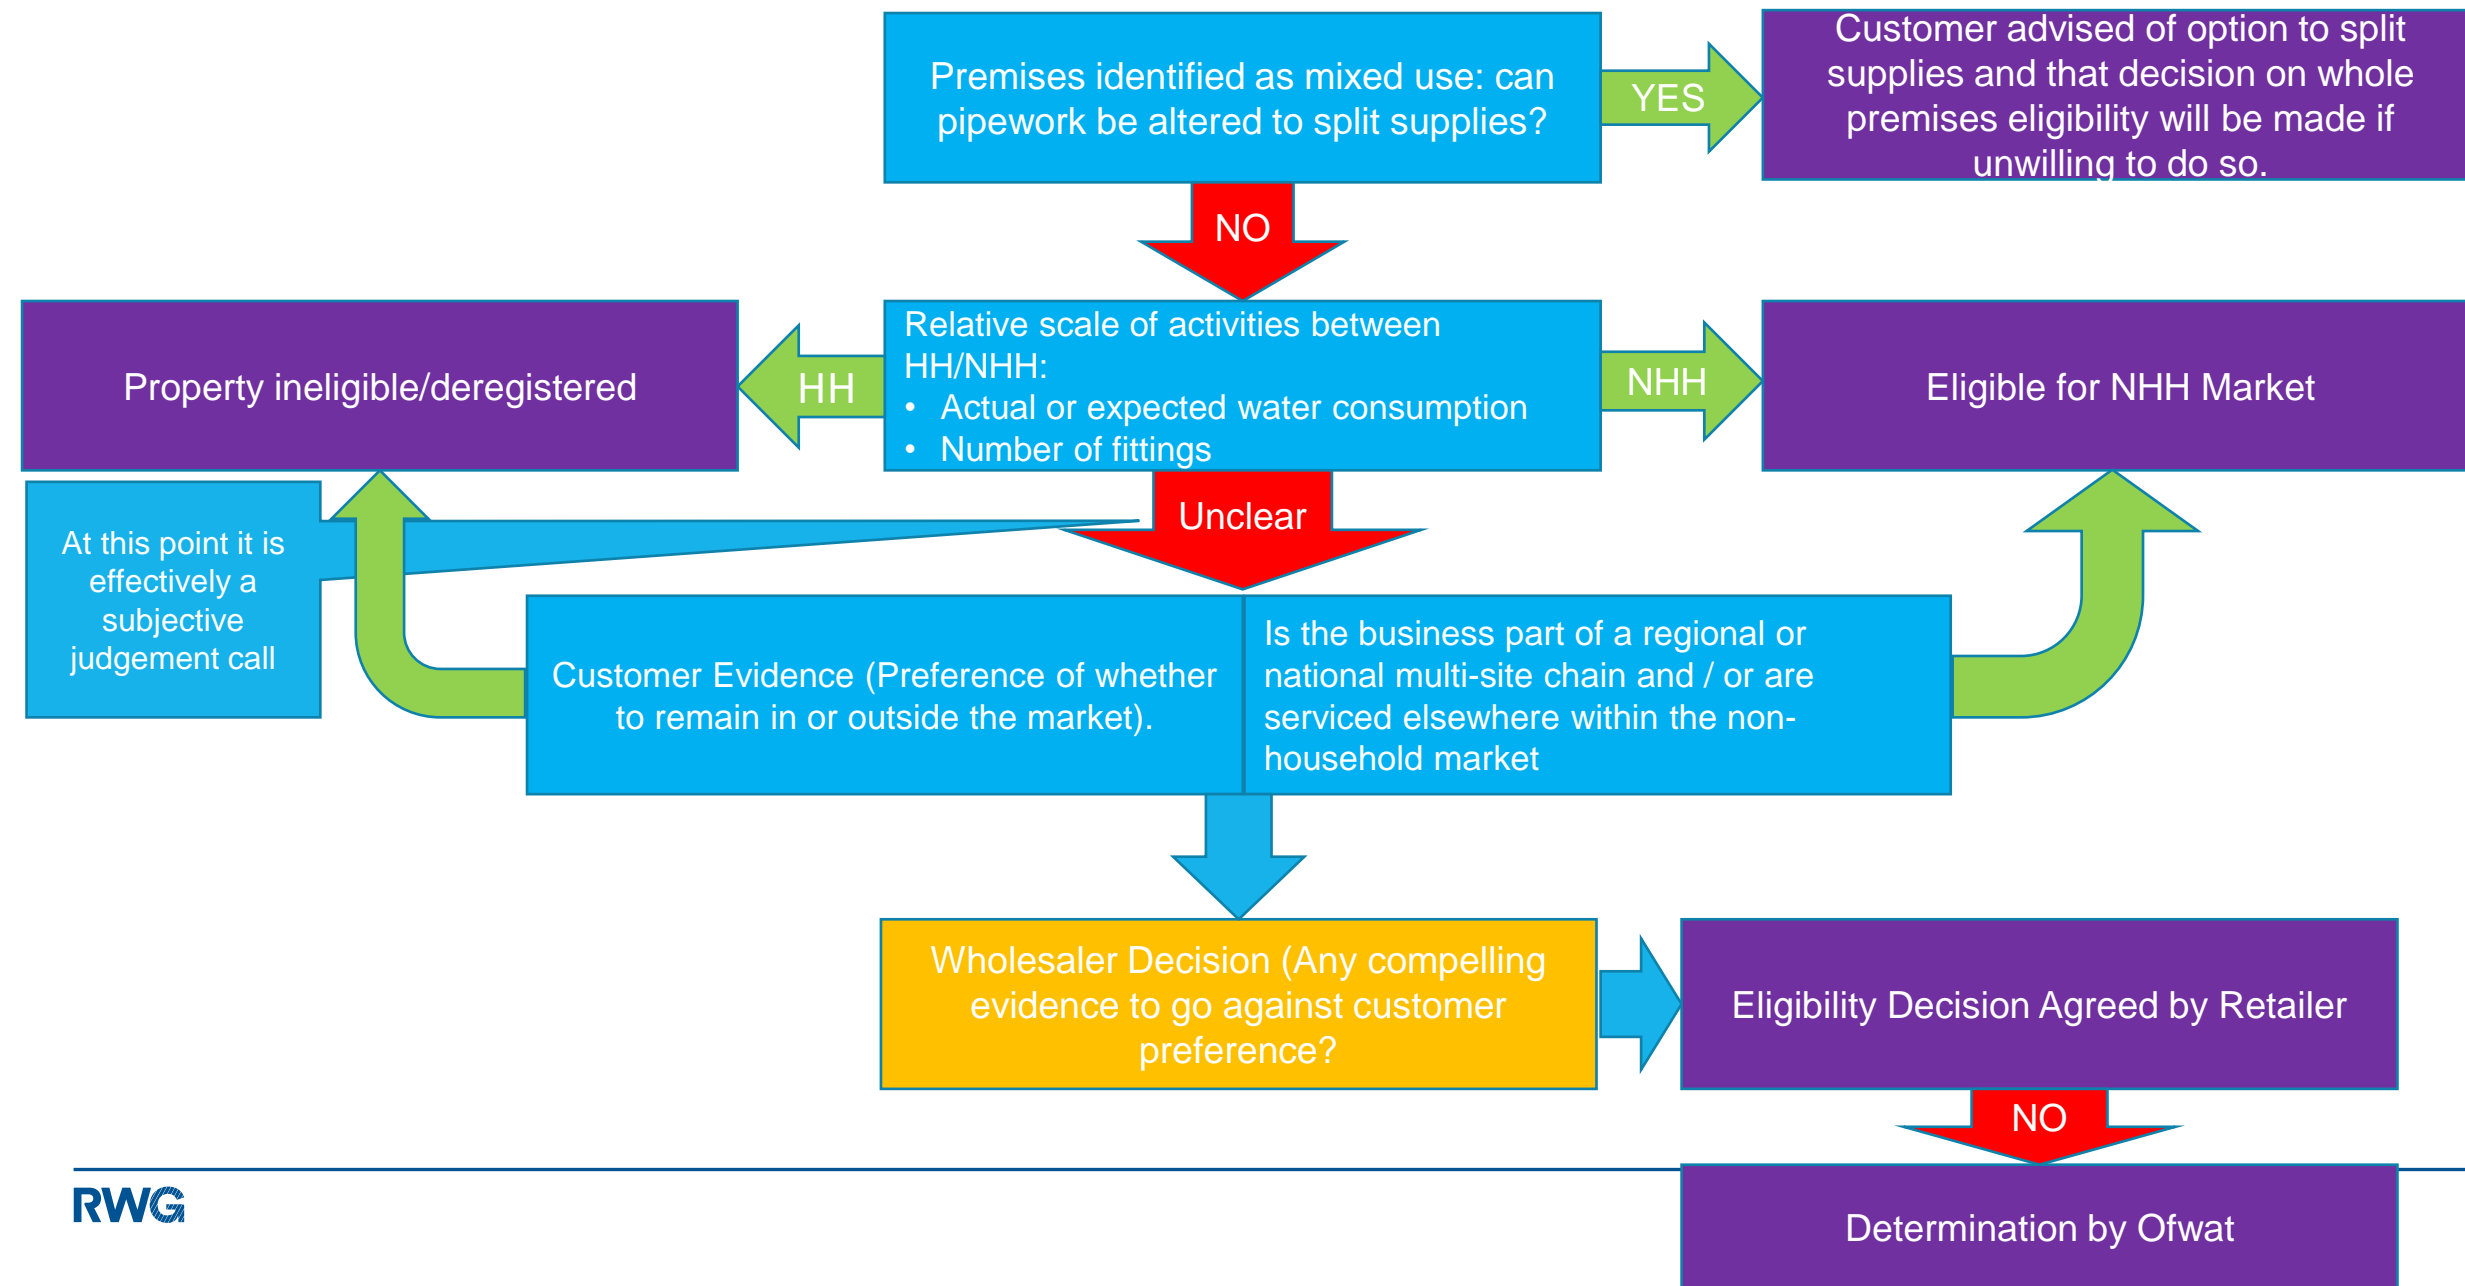 Premises identified as mixed use: can
pipework be altered to split supplies?
YES
Customer advised of option to split
supplies and that decision on whole
premises eligibility will be made if
unwilling to do so.
NO
Property ineligible/deregistered
HH
Relative scale of activities between
HH/NHH:
• Actual or expected water consumption
• Number of fittings
NHH
Eligible for NHH Market
Unclear
At this point it is
effectively a
subjective
judgement call
Customer Evidence (Preference of whether
to remain in or outside the market).
Is the business part of a regional or
national multi-site chain and / or are
serviced elsewhere within the non-
household market
Wholesaler Decision (Any compelling
evidence to go against customer
preference?
Eligibility Decision Agreed by Retailer
NO
Determination by Ofwat
RWG